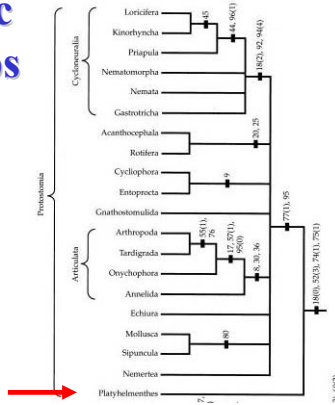 c
os
Protostomia
Cycloneuralia
Articulata
Loricifera
Kinorhyncha
Priapula
Nematomorpha
Nemata
Gastrotricha
Acanthocephala
Rotifera
Cycliophora
Entoprocta
Gnathostomulida
Arthropoda
Tardigrada
Onychophora
Annelida
Echiura
Mollusca
Sipuncula
Nemertea
Platyhelmenthes
45
44, 96(1)
18(2), 92, 94(4)
20, 25
9
55(1),
76
17, 57(1),
95(0)
8, 30, 36
80
77(1), 95
18(0), 52(3), 74(1), 75(1)